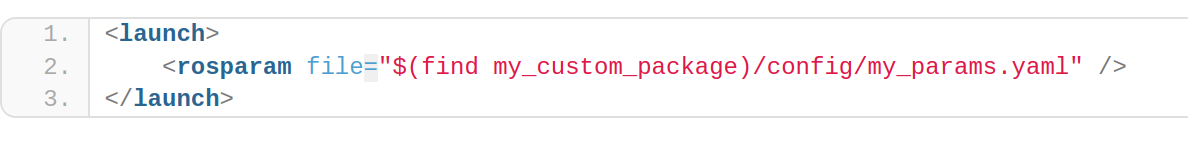 1. <launch>
2.     <rosparam file="$(find my_custom_package)/config/my_params.yaml" />
3. </launch>